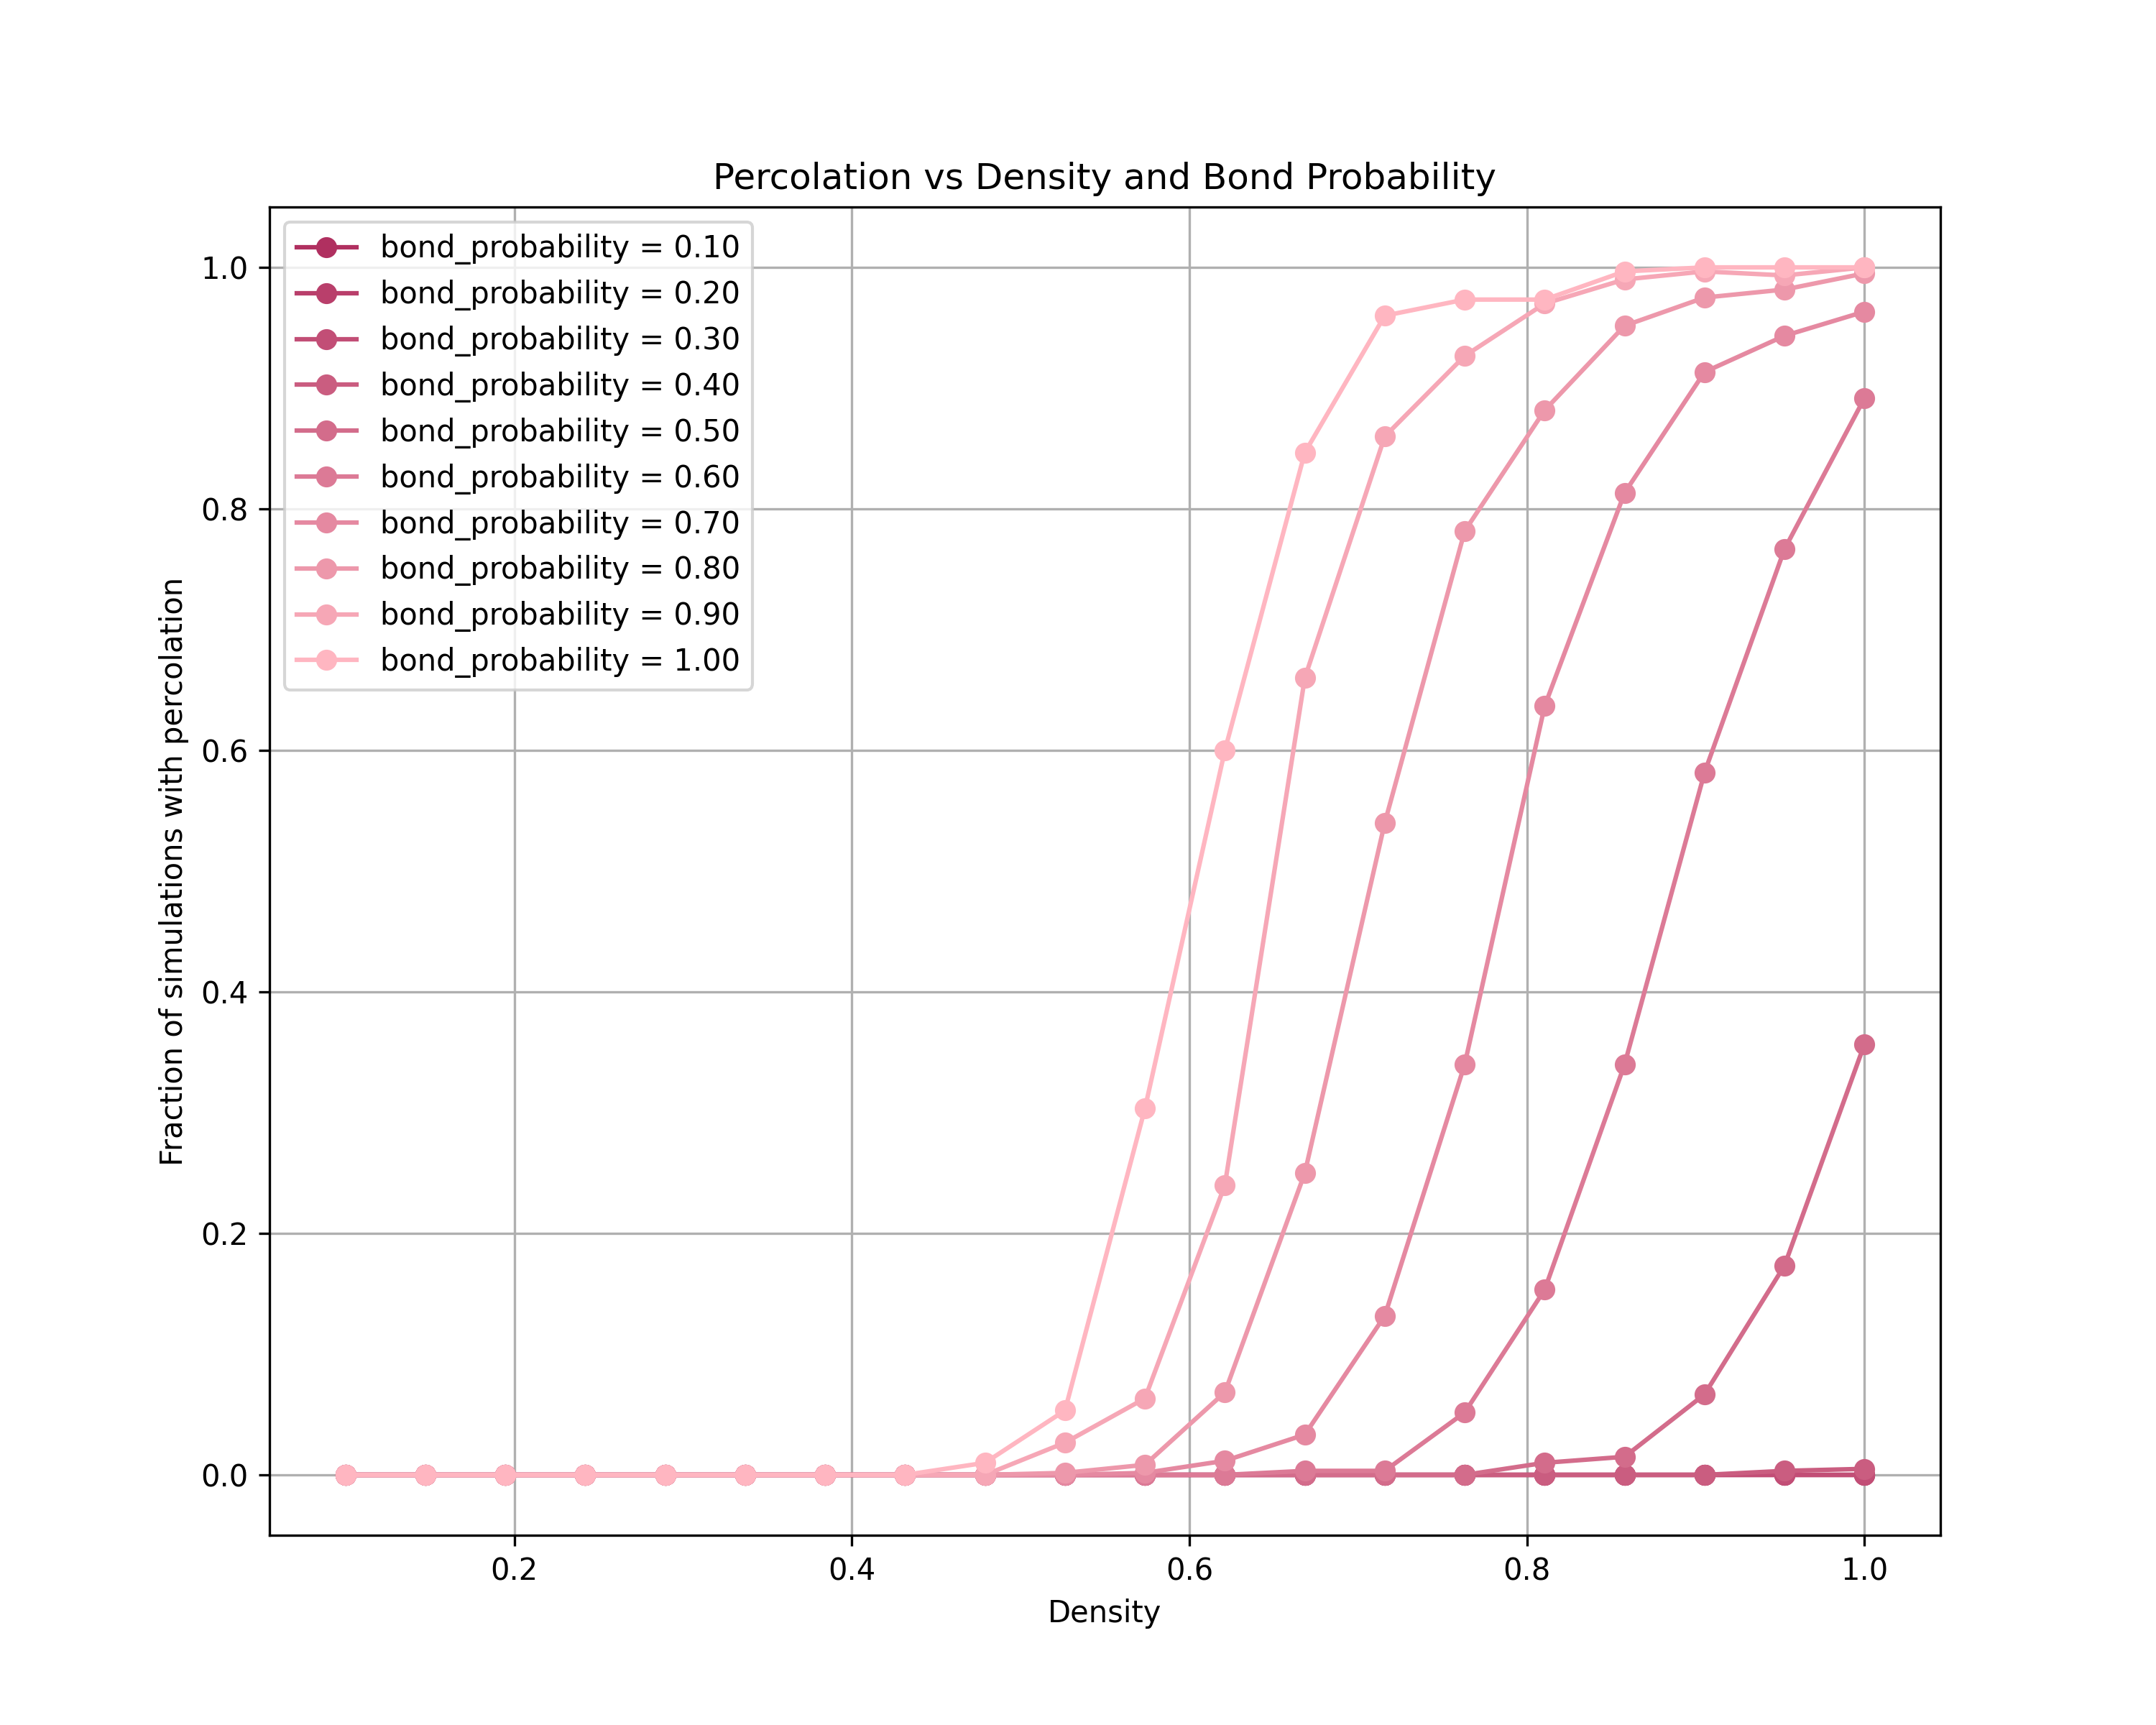 Percolation vs Density and Bond Probability
bond_probability = 0.10
bond_probability = 0.20
bond_probability = 0.30
bond_probability = 0.40
bond_probability = 0.50
bond_probability = 0.60
bond_probability = 0.70
bond_probability = 0.80
bond_probability = 0.90
bond_probability = 1.00
Fraction of simulations with percolation
1.0
0.8
0.6
0.4
0.2
0.0
0.2 0.4 0.6 0.8 1.0
Density